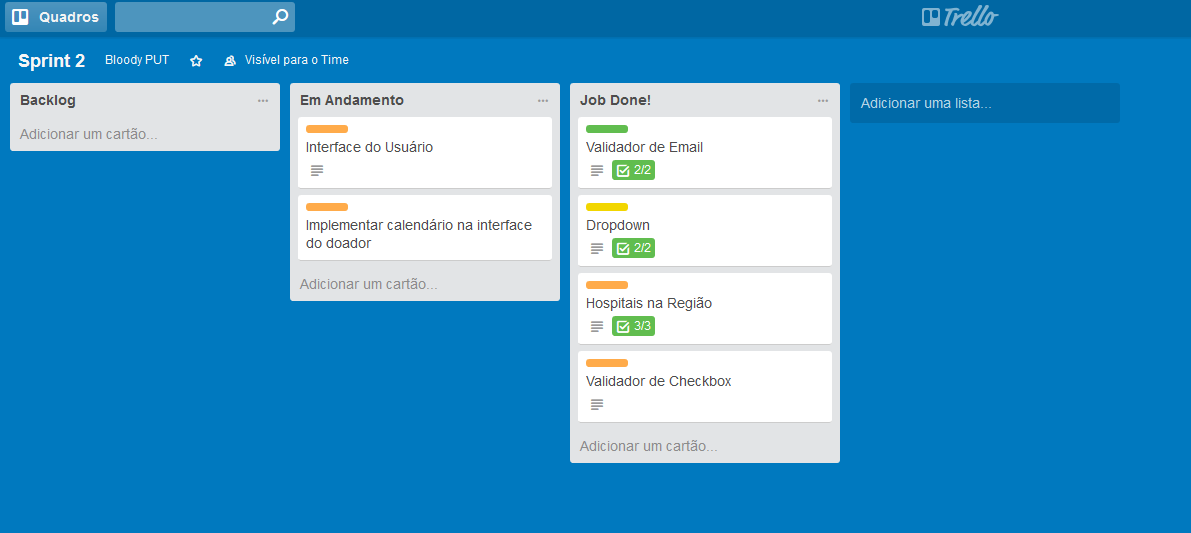 Quadros
Trello
Sprint 2
Bloody PUT
Visível para o Time
Backlog
Adicionar um cartão...
Em Andamento
Interface do Usuário
Implementar calendário na interface
do doador
Adicionar um cartão...
Job Done!
Validador de Email
2/2
Dropdown
2/2
Hospitais na Região
3/3
Validador de Checkbox
Adicionar um cartão...
Adicionar uma lista...